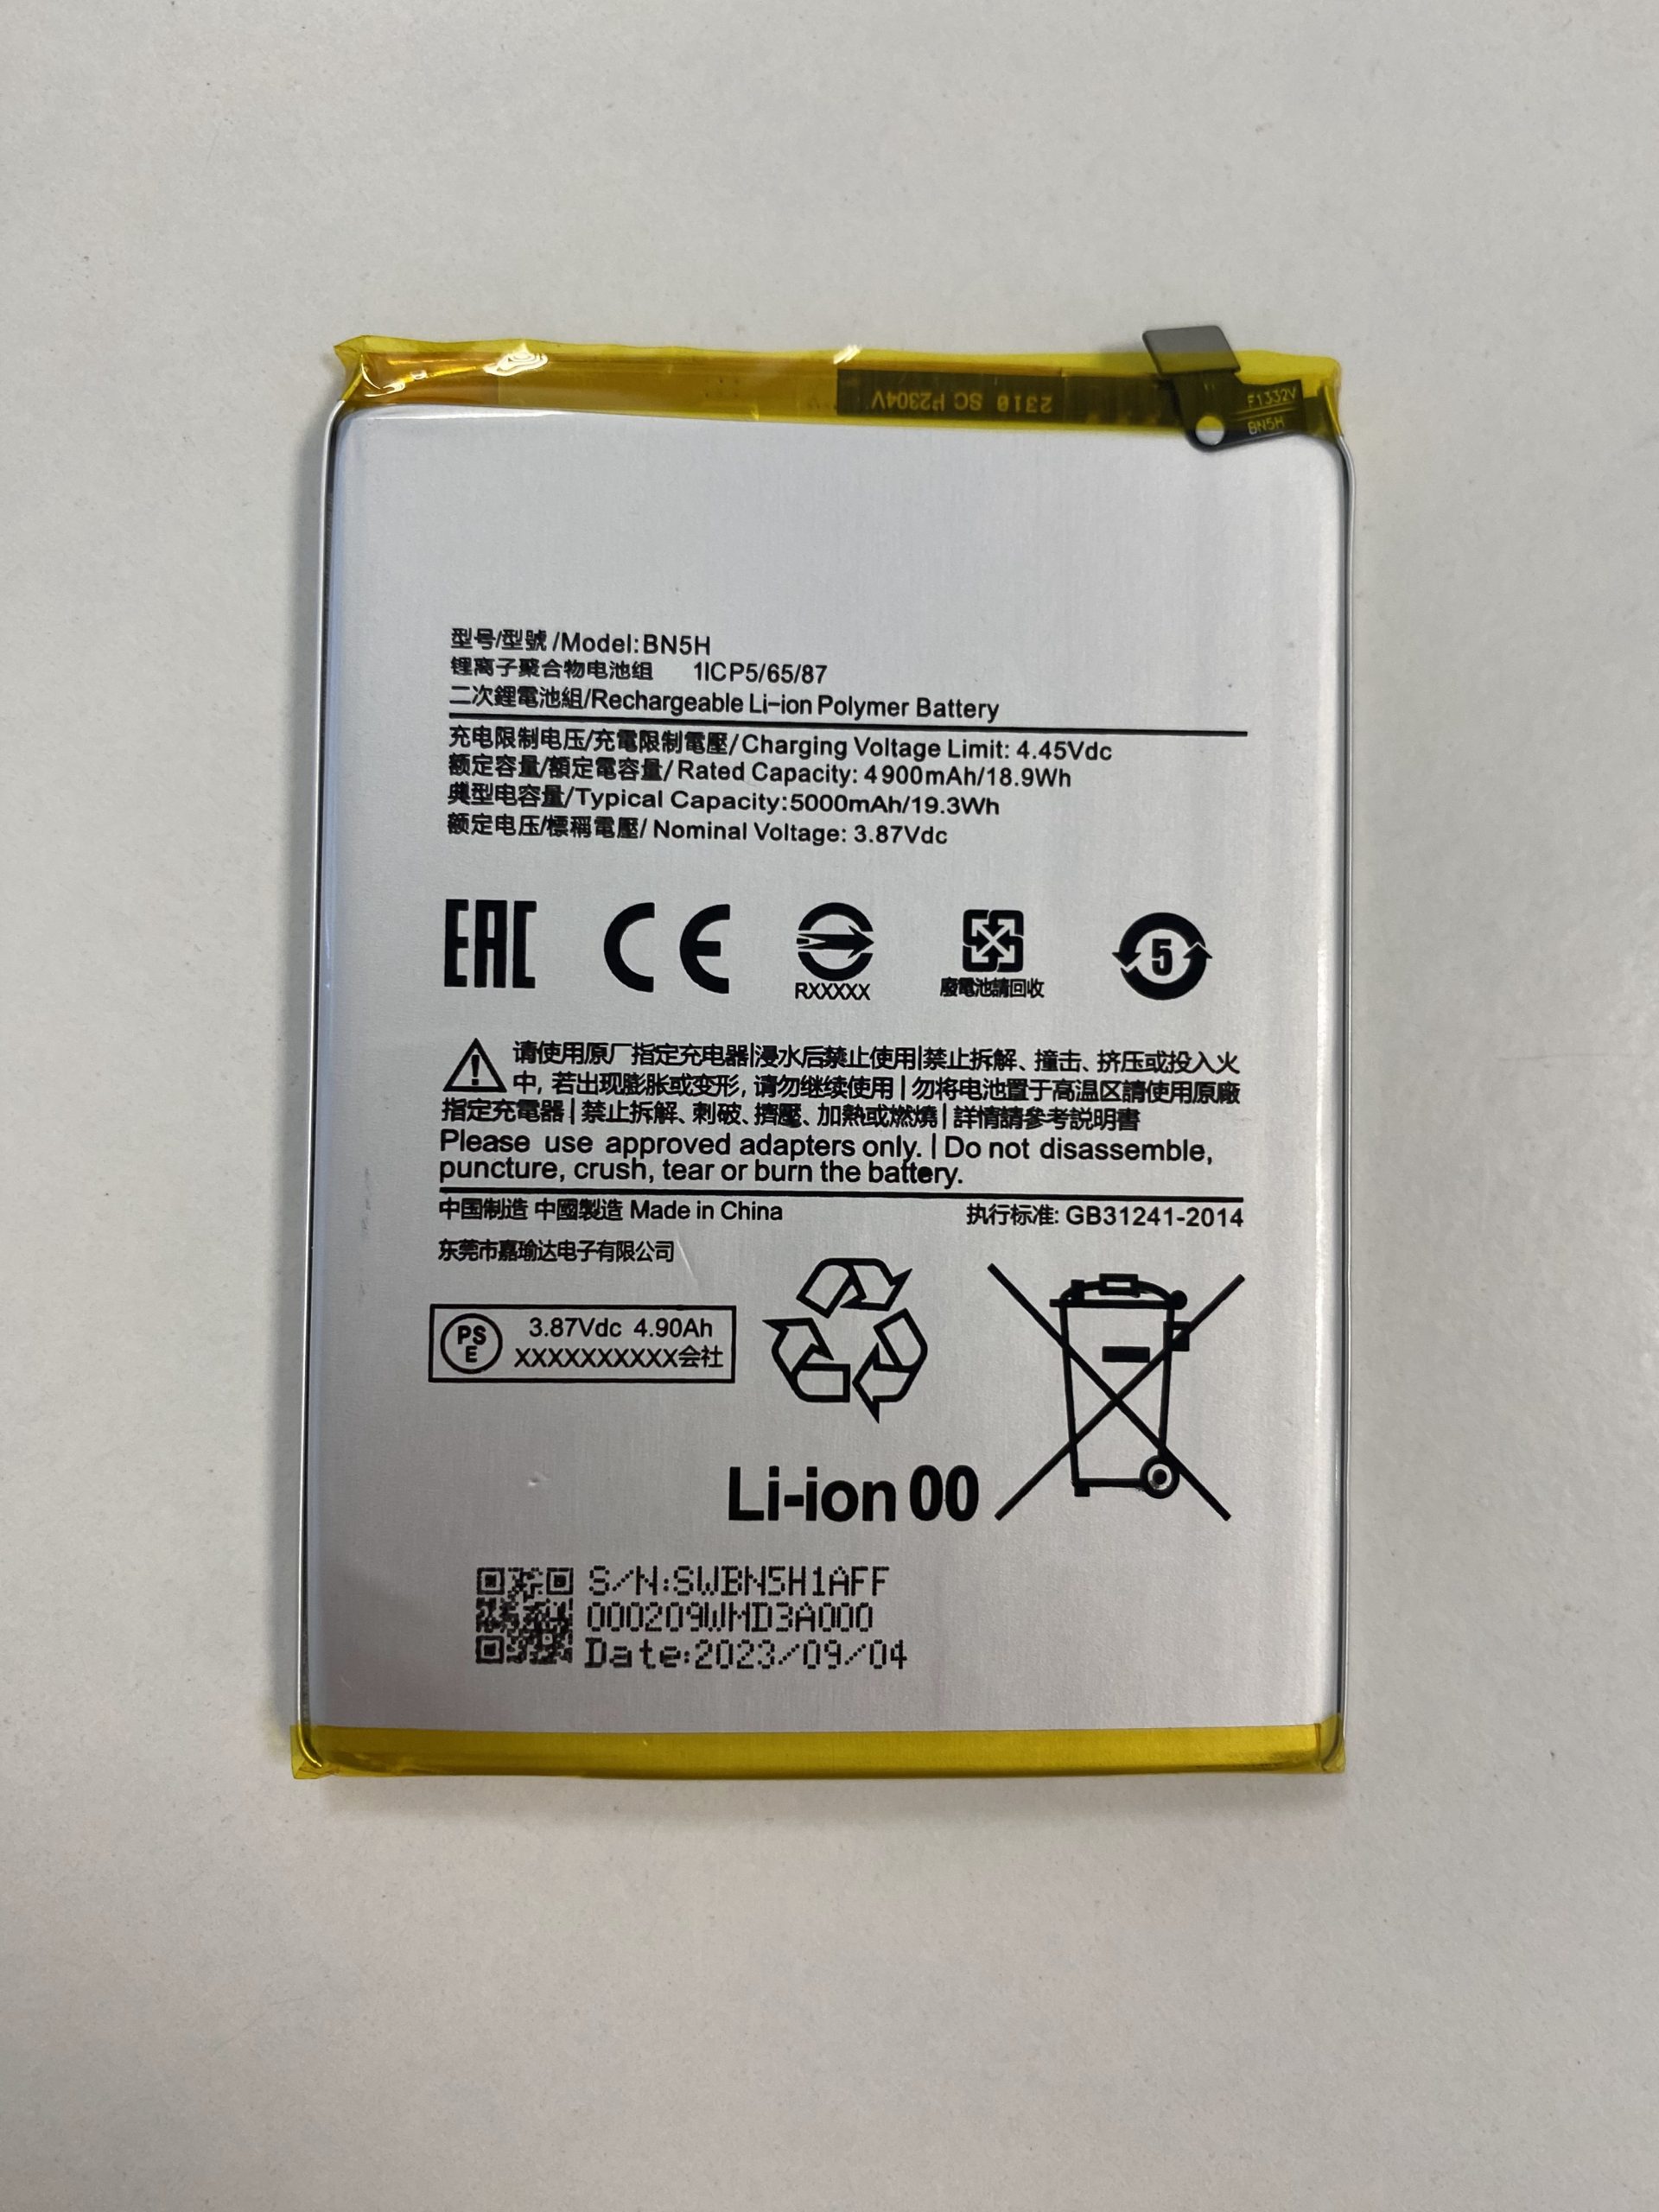 2310 SC H2304V
F1332V
BN5H
型号/型號/Model:BN5H
锂离子聚合物电池组 1ICP5/65/87
二次鋰電池組/Rechargeable Li-ion Polymer Battery
充电限制电压/充電限制電壓/Charging Voltage Limit: 4.45Vdc
额定容量/額定電容量/Rated Capacity: 4900mAh/18.9Wh
典型电容量/Typical Capacity:5000mAh/19.3Wh
额定电压/標稱電壓/Nominal Voltage: 3.87Vdc
EAC CE
RXXXXX 廢電池請回收 5
请使用原厂指定充电器|浸水后禁止使用|禁止拆解、撞击、挤压或投入火
中, 若出现膨胀或变形, 请勿继续使用|勿将电池置于高温区請使用原廠
指定充電器|禁止拆解、刺破、擠壓、加熱或燃燒|詳情請參考説明書
Please use approved adapters only. | Do not disassemble,
puncture, crush, tear or burn the battery.
中国制造 中國製造 Made in China 执行标准: GB31241-2014
东莞市嘉瑜达电子有限公司
PS E 3.87Vdc 4.90Ah
XXXXXXXXXX会社
Li-ion 00
S/N:SWBN5H1AFF
000209WMD3A000
Date:2023/09/04